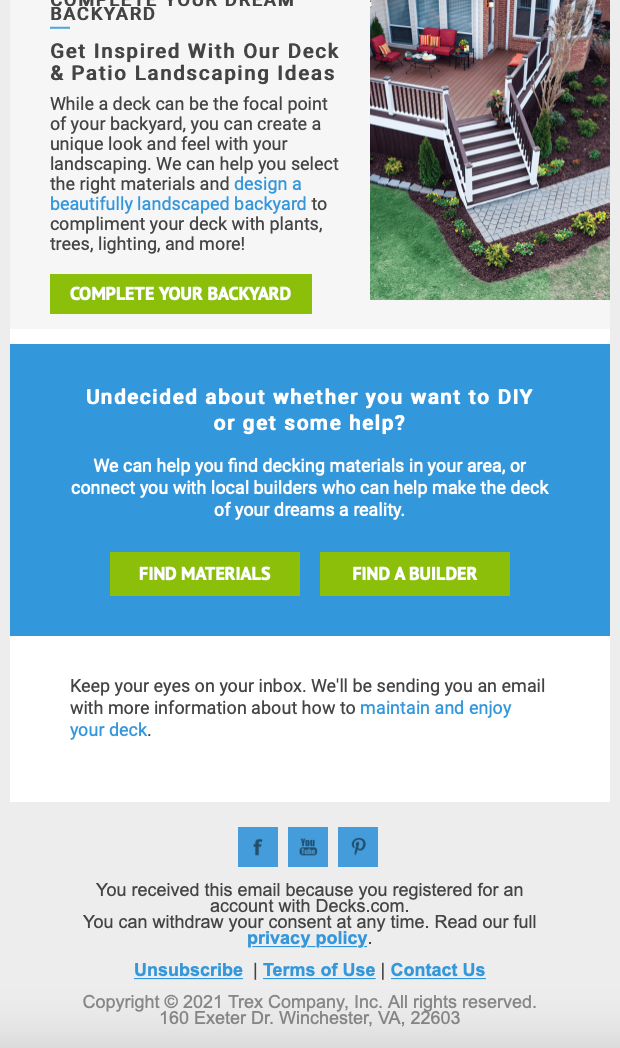 COMPLETE YOUR DREAM
BACKYARD
Get Inspired With Our Deck
& Patio Landscaping Ideas
While a deck can be the focal point
of your backyard, you can create a
unique look and feel with your
landscaping. We can help you select
the right materials and design a
beautifully landscaped backyard to
compliment your deck with plants,
trees, lighting, and more!
COMPLETE YOUR BACKYARD
Undecided about whether you want to DIY
or get some help?
We can help you find decking materials in your area, or
connect you with local builders who can help make the deck
of your dreams a reality.
FIND MATERIALS
FIND A BUILDER
Keep your eyes on your inbox. We'll be sending you an email
with more information about how to maintain and enjoy
your deck.
f
You
Tube
You received this email because you registered for an
account with Decks.com.
You can withdraw your consent at any time. Read our full
privacy policy.
Unsubscribe | Terms of Use | Contact Us
Copyright © 2021 Trex Company, Inc. All rights reserved.
160 Exeter Dr. Winchester, VA, 22603